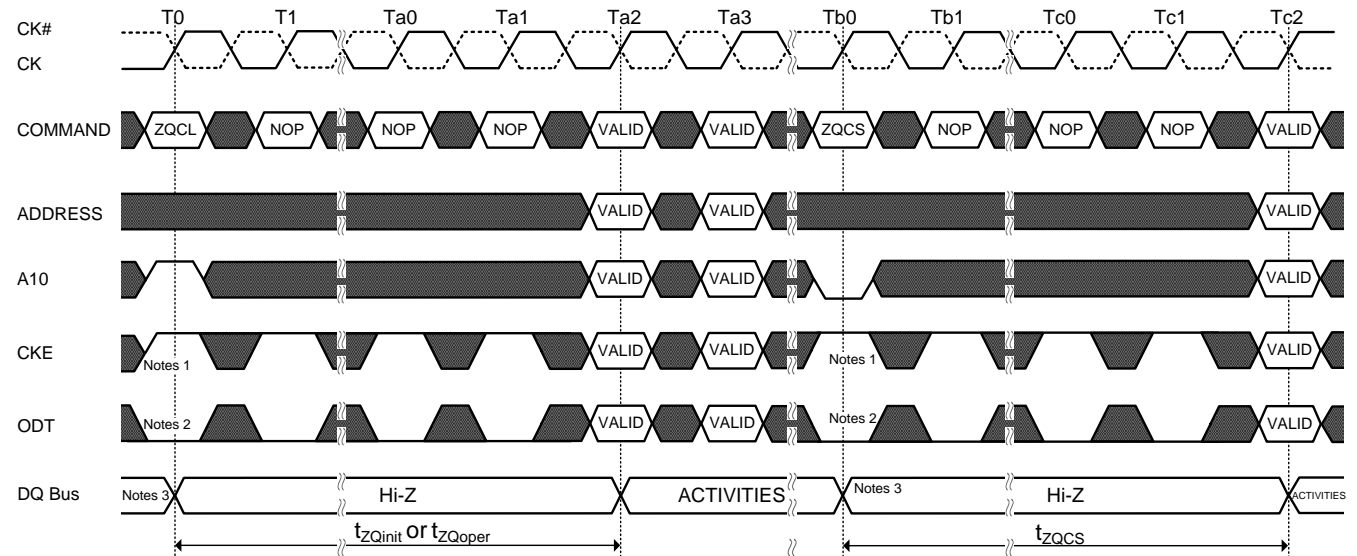 T0 T1 Ta0 Ta1 Ta2 Ta3 Tb0 Tb1 Tc0 Tc1 Tc2
CK#
CK
COMMAND ZQCL NOP NOP NOP VALID VALID ZQCS NOP NOP NOP VALID
ADDRESS VALID VALID VALID
A10 VALID VALID VALID
CKE Notes 1 VALID VALID Notes 1 VALID
ODT Notes 2 VALID VALID Notes 2 VALID
DQ Bus Notes 3 Hi-Z ACTIVITIES Notes 3 Hi-Z ACTIVITIES
tZQinit or tZQoper tZQCS